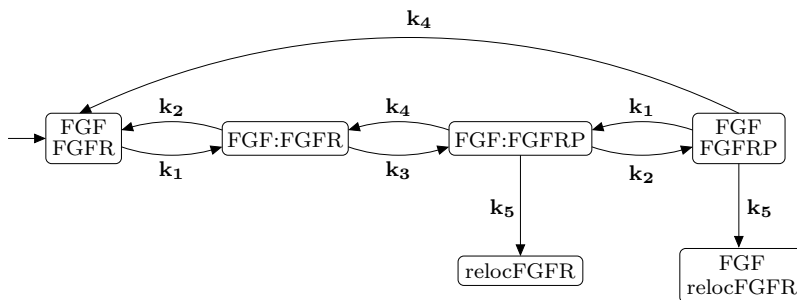 k4
FGF
FGFR
k2
k1
FGF:FGFR
k4
k3
FGF:FGFRP
k1
k2
FGF
FGFRP
k5
k5
relocFGFR
FGF
relocFGFR